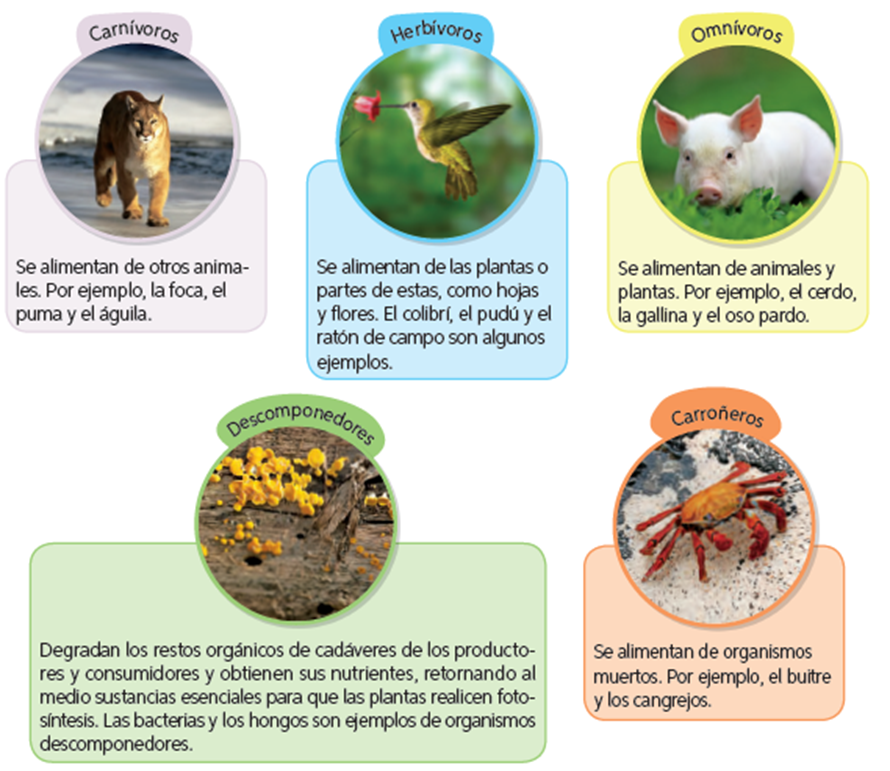 Carnívoros
Se alimentan de otros anima-
les. Por ejemplo, la foca, el
puma y el águila.
Herbívoros
Se alimentan de las plantas o
partes de estas, como hojas
y flores. El colibrí, el pudú y el
ratón de campo son algunos
ejemplos.
Omnívoros
Se alimentan de animales y
plantas. Por ejemplo, el cerdo,
la gallina y el oso pardo.
Descomponedores
Degradan los restos orgánicos de cadáveres de los producto-
res y consumidores y obtienen sus nutrientes, retornando al
medio sustancias esenciales para que las plantas realicen foto-
síntesis. Las bacterias y los hongos son ejemplos de organismos
descomponedores.
Carroñeros
Se alimentan de organismos
muertos. Por ejemplo, el buitre
y los cangrejos.